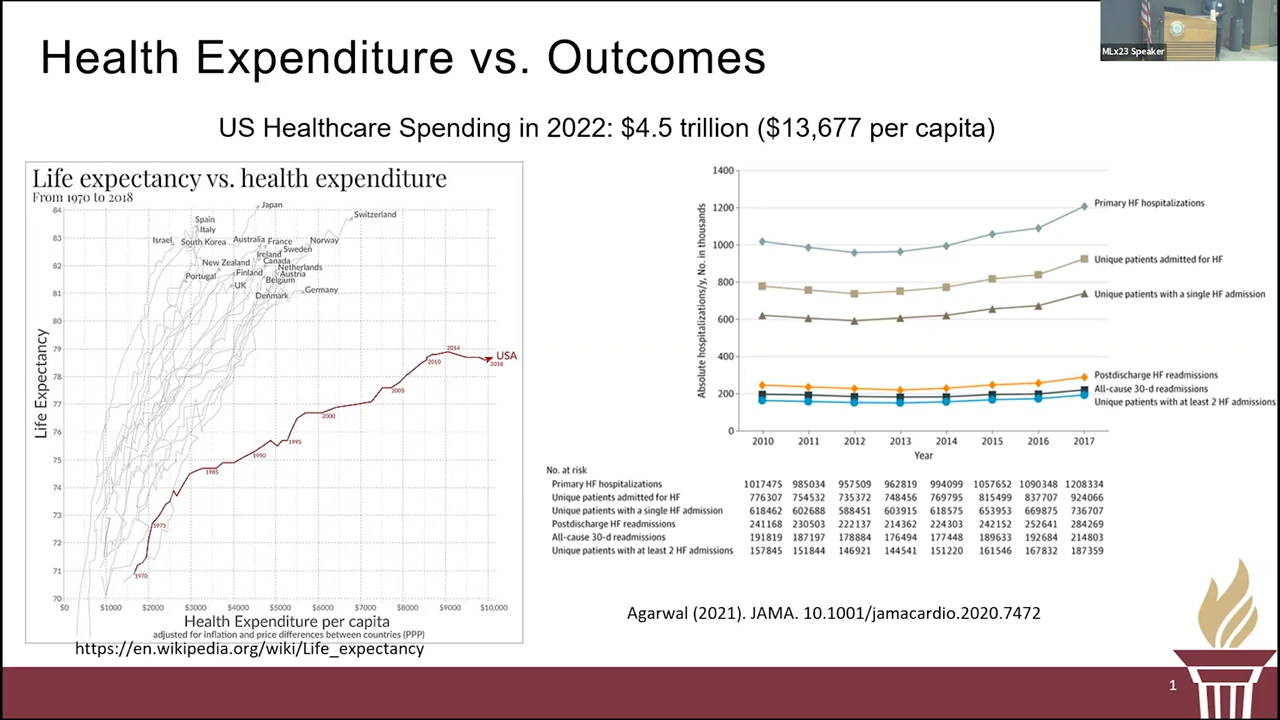 MLx23 Speaker
Health Expenditure vs. Outcomes
US Healthcare Spending in 2022: $4.5 trillion ($13,677 per capita)
Life expectancy vs. health expenditure
From 1970 to 2018
Life Expectancy
84
83
82
81
80
79
78
77
76
75
74
73
72
71
70
Japan
Switzerland
Spain
Italy
Israel
South Korea
Australia
France
Norway
Sweden
Ireland
Canada
New Zealand
Netherlands
Finland
Austria
Portugal
Belgium
UK
Germany
Denmark
USA
2018
2014
2010
2005
2000
1995
1990
1985
1975
1970
$0 $1000 $2000 $3000 $4000 $5000 $6000 $7000 $8000 $9000 $10,000
Health Expenditure per capita
adjusted for inflation and price differences between countries (PPP)
https://en.wikipedia.org/wiki/Life_expectancy
Absolute hospitalizations/y, No. in thousands
1400
1200
1000
800
600
400
200
0
Primary HF hospitalizations
Unique patients admitted for HF
Unique patients with a single HF admission
Postdischarge HF readmissions
All-cause 30-d readmissions
Unique patients with at least 2 HF admissions
2010 2011 2012 2013 2014 2015 2016 2017
Year
No. at risk
Primary HF hospitalizations 1017475 985034 957509 962819 994099 1057652 1090348 1208334
Unique patients admitted for HF 776307 754532 735372 748456 769795 815499 837707 924066
Unique patients with a single HF admission 618462 602688 588451 603915 618575 653953 669875 736707
Postdischarge HF readmissions 241168 230503 222137 214362 224303 242152 252641 284269
All-cause 30-d readmissions 191819 187197 178884 176494 177448 189633 192684 214803
Unique patients with at least 2 HF admissions 157845 151844 146921 144541 151220 161546 167832 187359
Agarwal (2021). JAMA. 10.1001/jamacardio.2020.7472
1